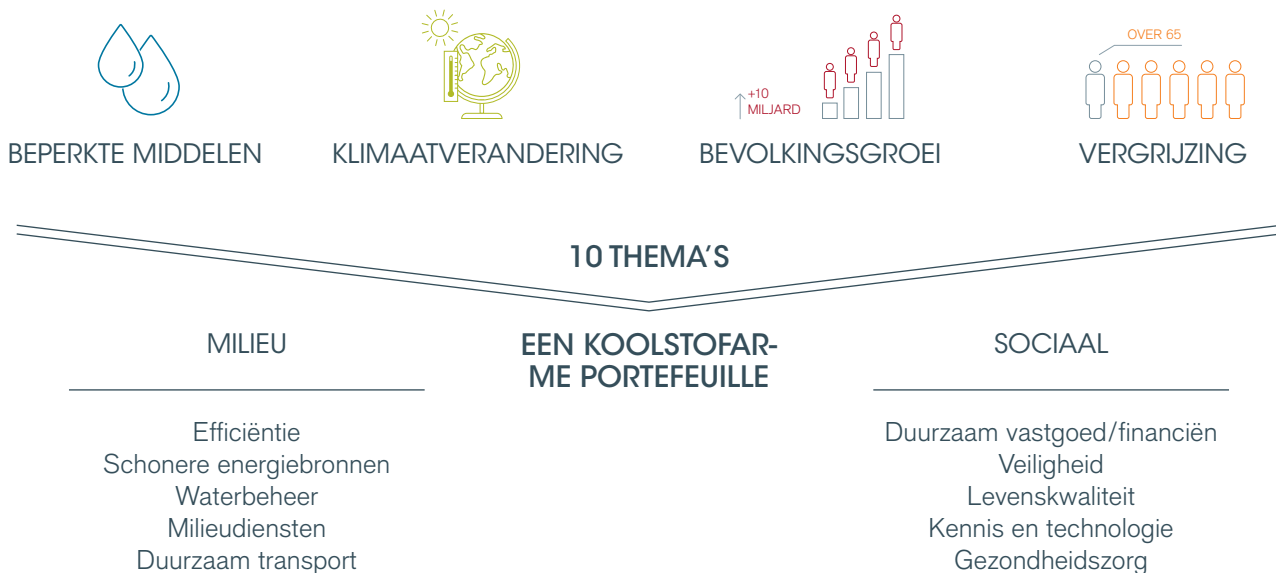 +10
MILJARD
OVER 65
BEPERKTE MIDDELEN
KLIMAATVERANDERING
BEVOLKINGSGROEI
VERGRIJZING
10 THEMA'S
MILIEU
EEN KOOLSTOFAR-
ME PORTEFEUILLE
SOCIAAL
Efficiëntie
Schonere energiebronnen
Waterbeheer
Milieudiensten
Duurzaam transport
Duurzaam vastgoed/financiën
Veiligheid
Levenskwaliteit
Kennis en technologie
Gezondheidszorg